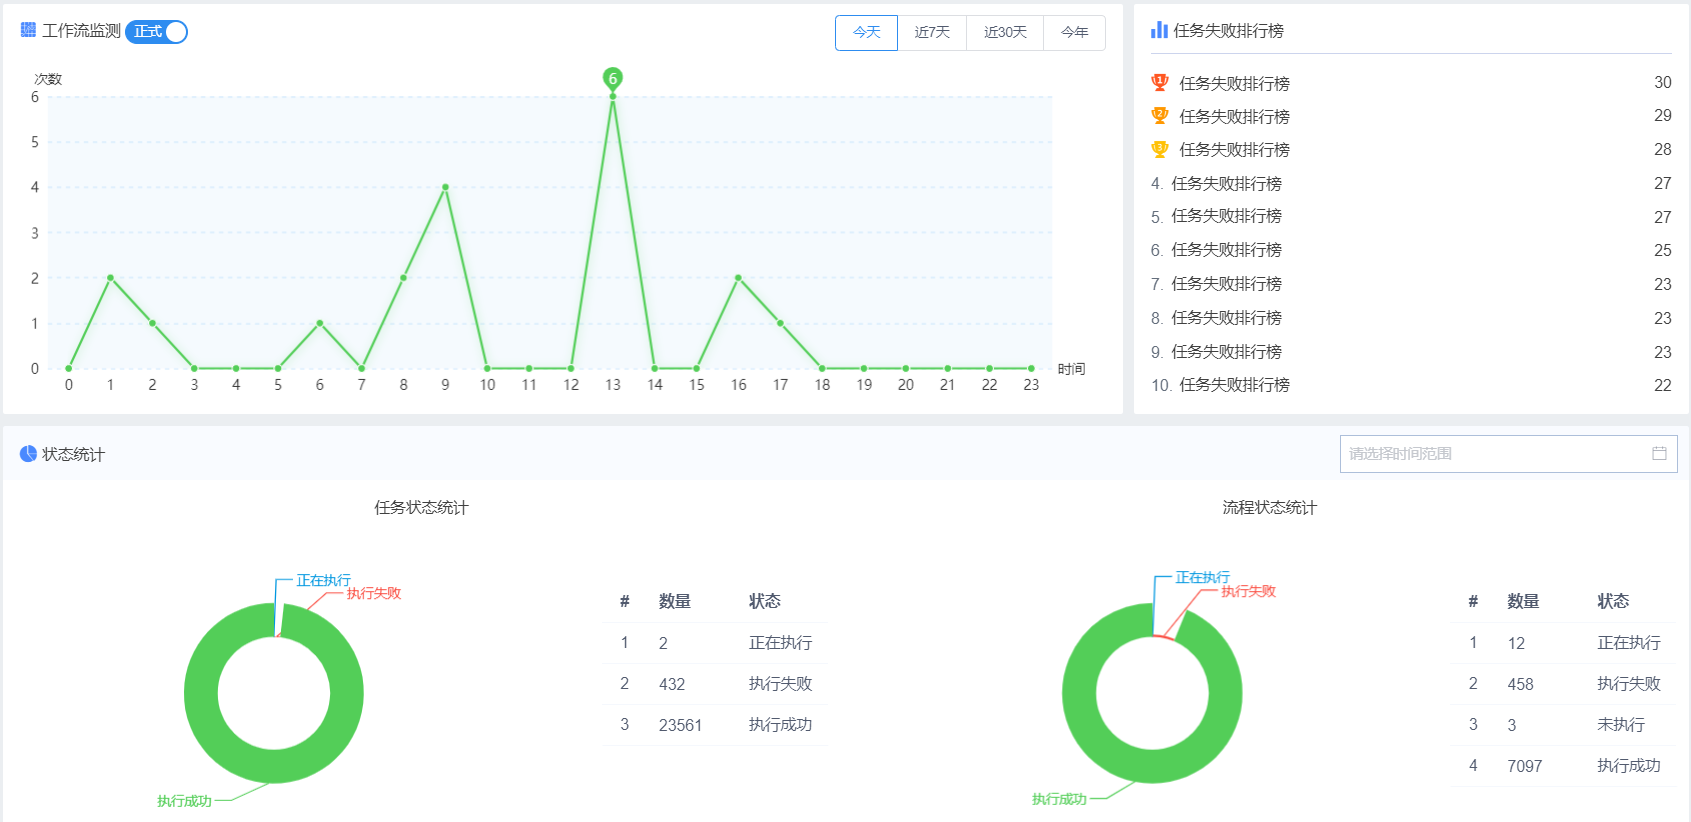 工作流监测 正式
今天 近7天 近30天 今年
次数
6
6
5
4
3
2
1
0
0 1 2 3 4 5 6 7 8 9 10 11 12 13 14 15 16 17 18 19 20 21 22 23
时间
任务失败排行榜
1 任务失败排行榜 30
2 任务失败排行榜 29
3 任务失败排行榜 28
4. 任务失败排行榜 27
5. 任务失败排行榜 27
6. 任务失败排行榜 25
7. 任务失败排行榜 23
8. 任务失败排行榜 23
9. 任务失败排行榜 23
10. 任务失败排行榜 22
状态统计
请选择时间范围
任务状态统计
正在执行
执行失败
执行成功
# 数量 状态
1 2 正在执行
2 432 执行失败
3 23561 执行成功
流程状态统计
正在执行
执行失败
执行成功
# 数量 状态
1 12 正在执行
2 458 执行失败
3 3 未执行
4 7097 执行成功